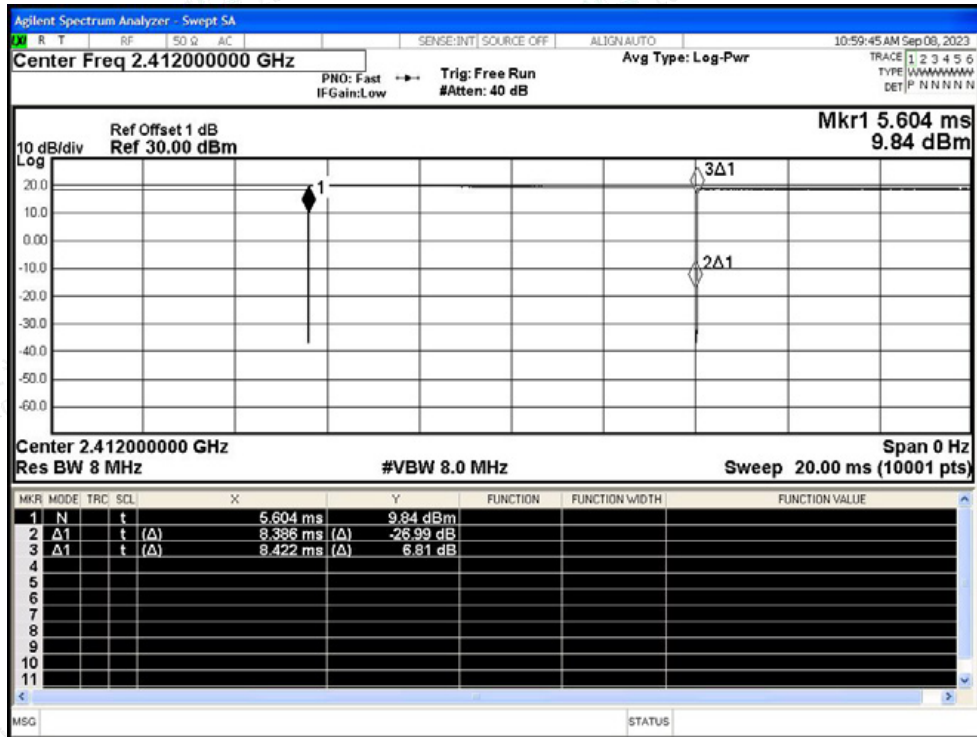 Agilent Spectrum Analyzer - Swept SA
R T RF 50 Ω AC SENSE:INT SOURCE OFF ALIGN AUTO 10:59:45 AM Sep 08, 2023
Center Freq 2.412000000 GHz
PNO: Fast
IFGain:Low
Trig: Free Run
#Atten: 40 dB
Avg Type: Log-Pwr
TRACE 1 2 3 4 5 6
TYPE WWWWWW
DET P N N N N N
Mkr1 5.604 ms
9.84 dBm
Ref Offset 1 dB
10 dB/div Ref 30.00 dBm
Log
20.0
10.0
0.00
-10.0
-20.0
-30.0
-40.0
-50.0
-60.0
1
3Δ1
2Δ1
Center 2.412000000 GHz Span 0 Hz
Res BW 8 MHz #VBW 8.0 MHz Sweep 20.00 ms (10001 pts)
MKR MODE TRC SCL X Y FUNCTION FUNCTION WIDTH FUNCTION VALUE
1 N t 5.604 ms 9.84 dBm
2 Δ1 t (Δ) 8.386 ms (Δ) -26.99 dB
3 Δ1 t (Δ) 8.422 ms (Δ) 6.81 dB
4
5
6
7
8
9
10
11
MSG STATUS